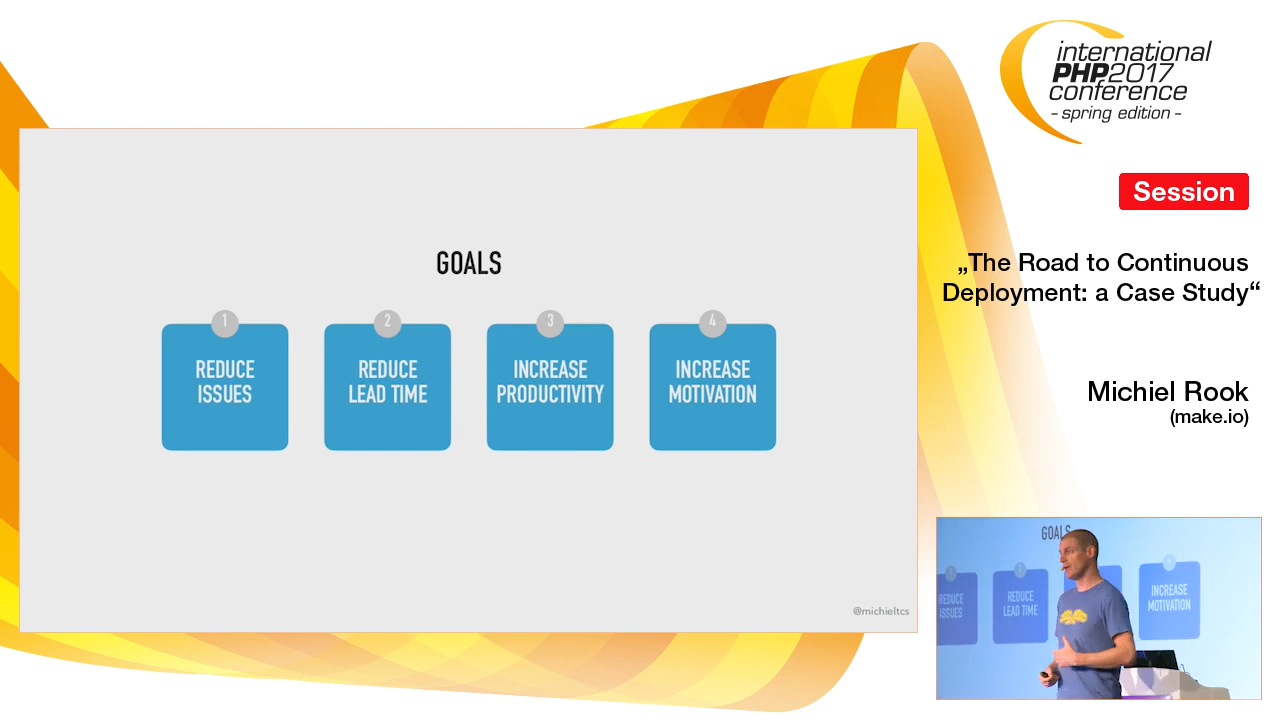 international
PHP2017
conference
- spring edition -
Session
„The Road to Continuous
Deployment: a Case Study“
Michiel Rook
(make.io)
GOALS
1
REDUCE
ISSUES
2
REDUCE
LEAD TIME
3
INCREASE
PRODUCTIVITY
4
INCREASE
MOTIVATION
@michieltcs
GOALS
REDUCE
ISSUES
REDUCE
LEAD TIME
INCREASE
MOTIVATION